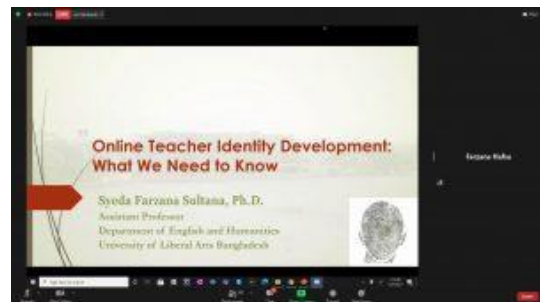 Online Teacher Identity Development:
What We Need to Know
Syeda Farzana Sultana, Ph.D.
Assistant Professor
Department of English and Humanities
University of Liberal Arts Bangladesh
Farzana